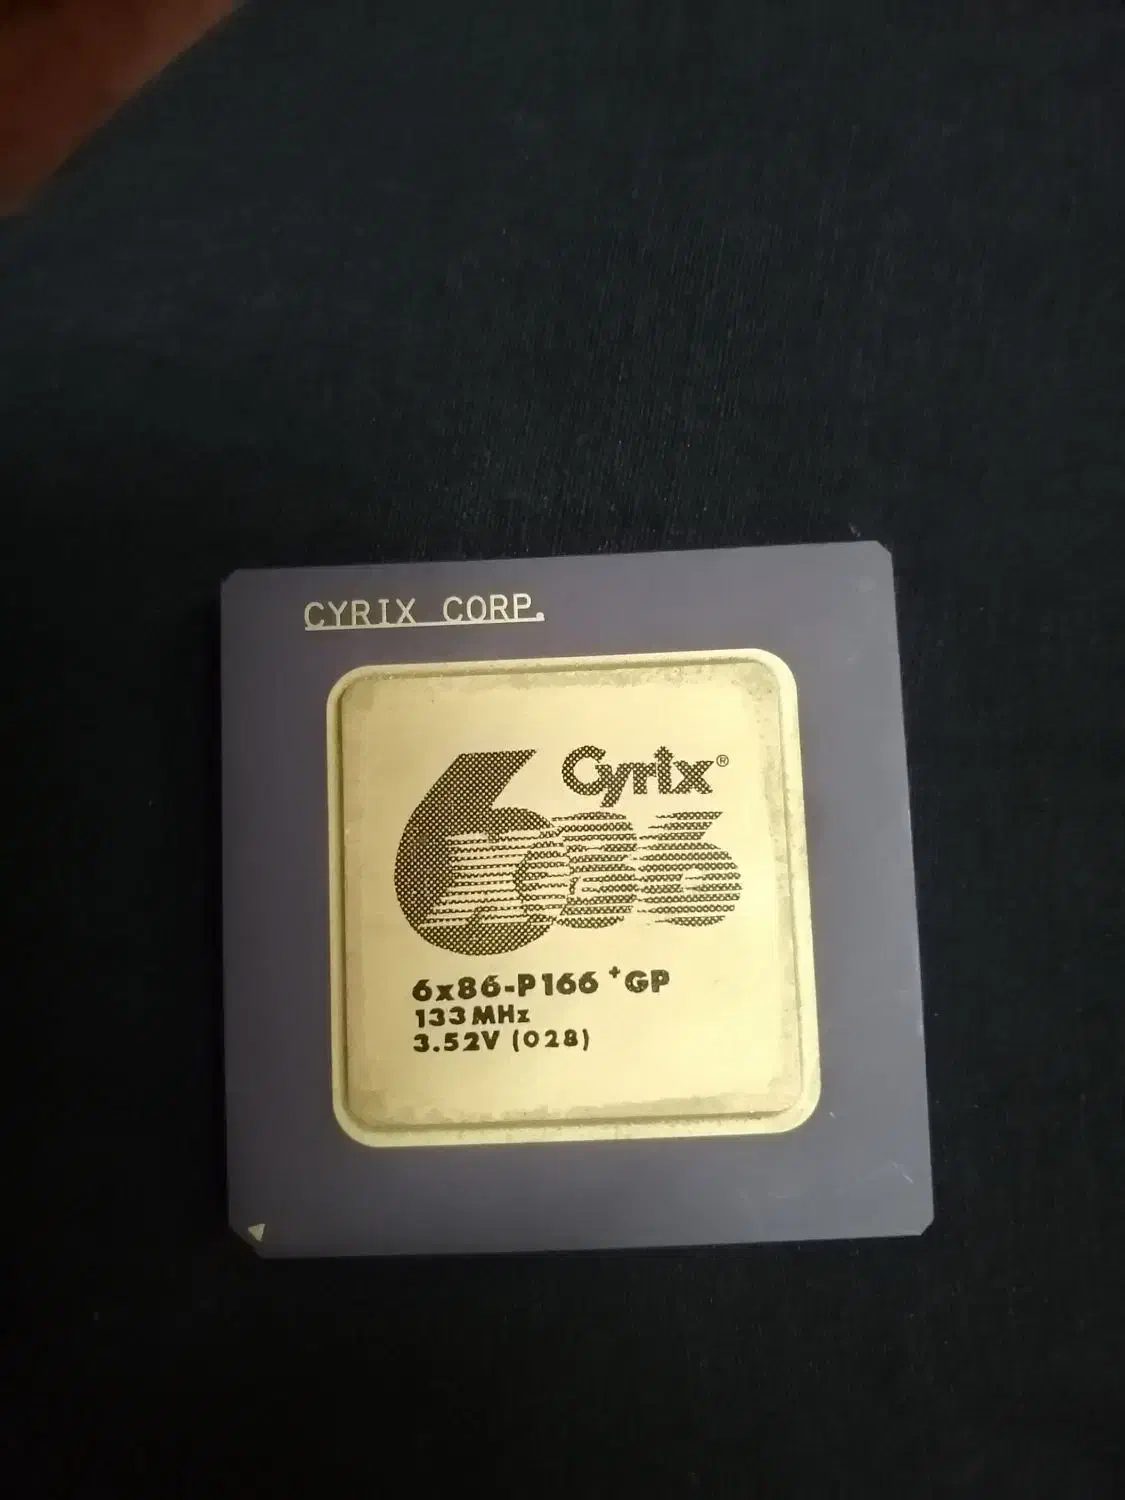 CYRIX CORP.
Cyrix®
6x86
6x86-P166+GP
133MHz
3.52V (028)